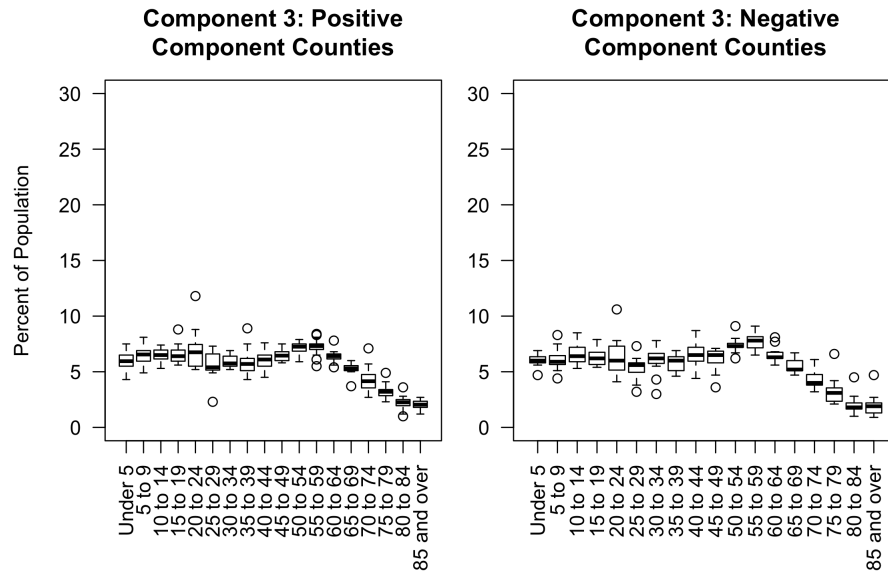 Component 3: Positive
Component Counties
Component 3: Negative
Component Counties
Percent of Population
30
25
20
15
10
5
0
Under 5
5 to 9
10 to 14
15 to 19
20 to 24
25 to 29
30 to 34
35 to 39
40 to 44
45 to 49
50 to 54
55 to 59
60 to 64
65 to 69
70 to 74
75 to 79
80 to 84
85 and over
30
25
20
15
10
5
0
Under 5
5 to 9
10 to 14
15 to 19
20 to 24
25 to 29
30 to 34
35 to 39
40 to 44
45 to 49
50 to 54
55 to 59
60 to 64
65 to 69
70 to 74
75 to 79
80 to 84
85 and over